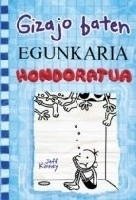 Gizajo baten
EGUNKARIA
HONDORATUA
Jeff
Kinney